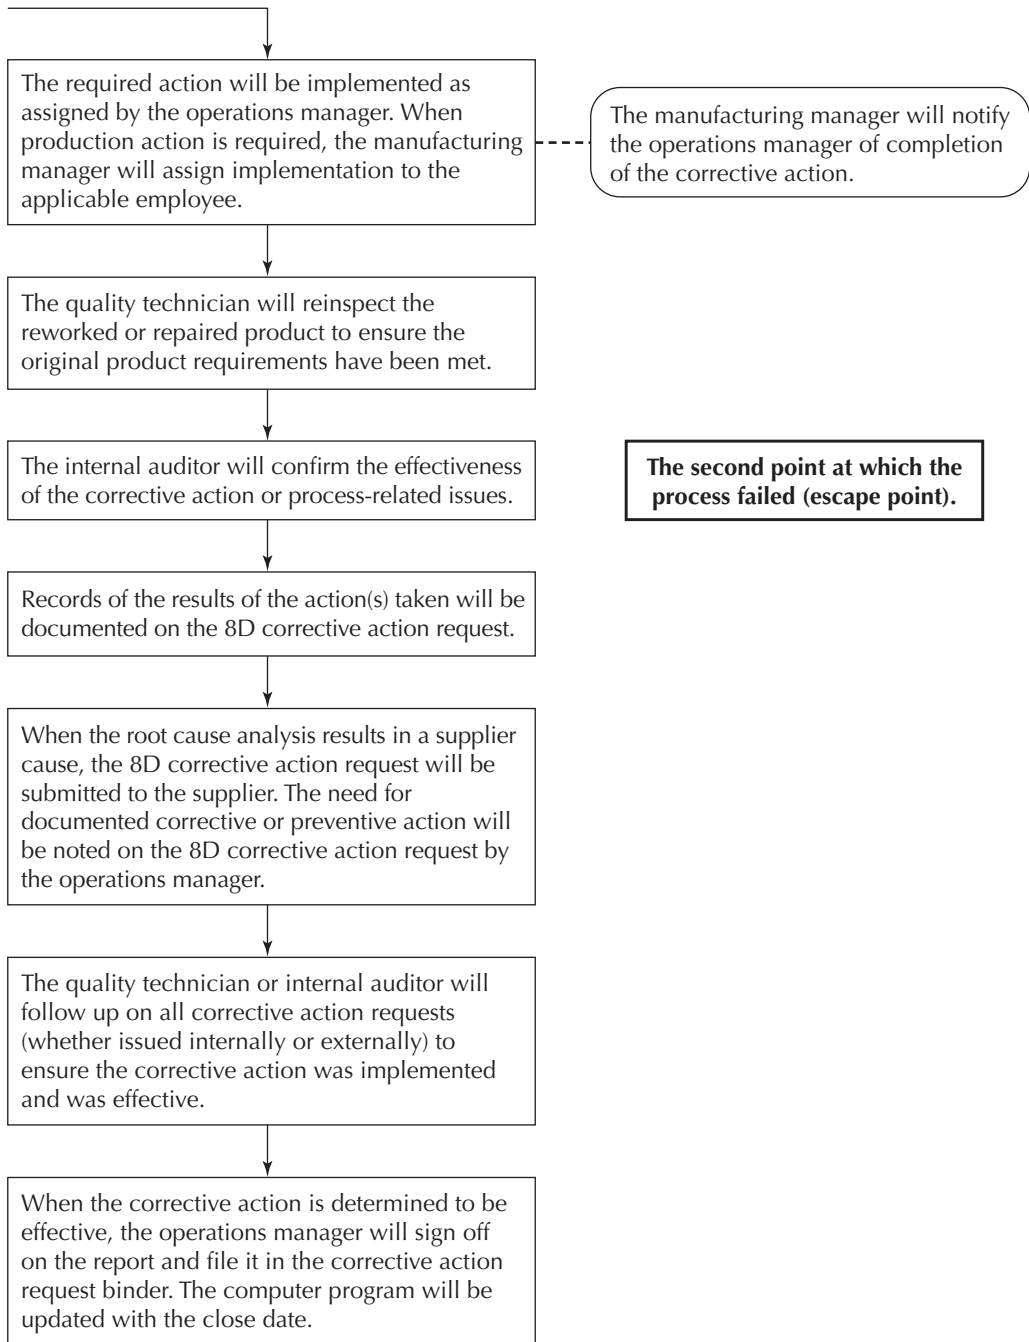 The required action will be implemented as
assigned by the operations manager. When
production action is required, the manufacturing
manager will assign implementation to the
applicable employee.
The manufacturing manager will notify
the operations manager of completion
of the corrective action.
The quality technician will reinspect the
reworked or repaired product to ensure the
original product requirements have been met.
The internal auditor will confirm the effectiveness
of the corrective action or process-related issues.
The second point at which the
process failed (escape point).
Records of the results of the action(s) taken will be
documented on the 8D corrective action request.
When the root cause analysis results in a supplier
cause, the 8D corrective action request will be
submitted to the supplier. The need for
documented corrective or preventive action will
be noted on the 8D corrective action request by
the operations manager.
The quality technician or internal auditor will
follow up on all corrective action requests
(whether issued internally or externally) to
ensure the corrective action was implemented
and was effective.
When the corrective action is determined to be
effective, the operations manager will sign off
on the report and file it in the corrective action
request binder. The computer program will be
updated with the close date.